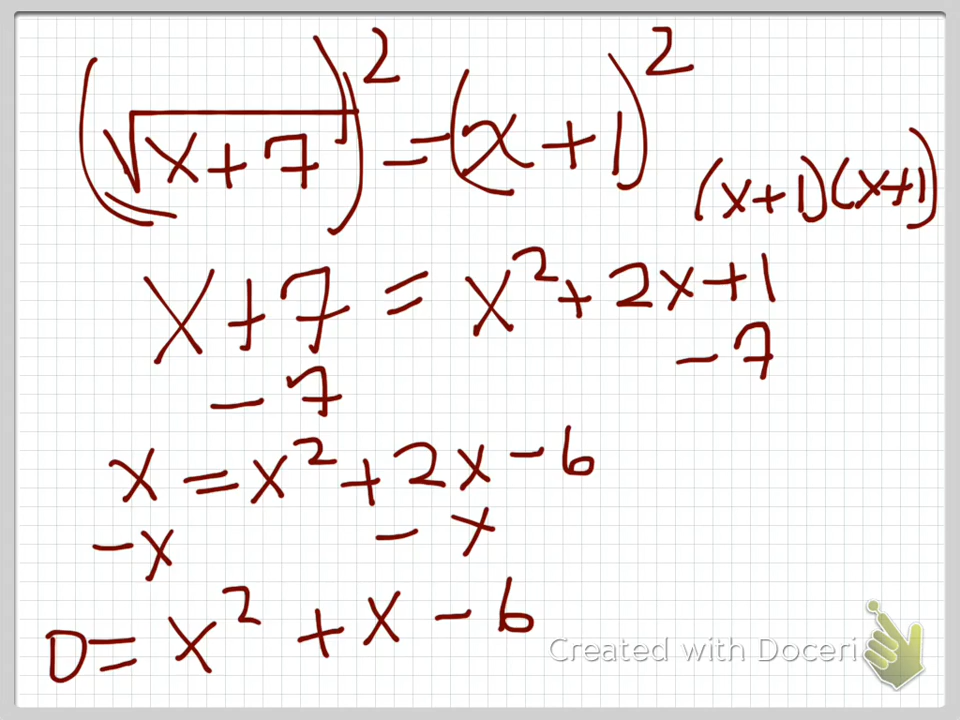 (√x+7)² = (x+1)²
(x+1)(x+1)
x+7 = x²+2x+1
-7 -7
x = x²+2x-6
-x -x
0= x² +x-6
Created with Doceri